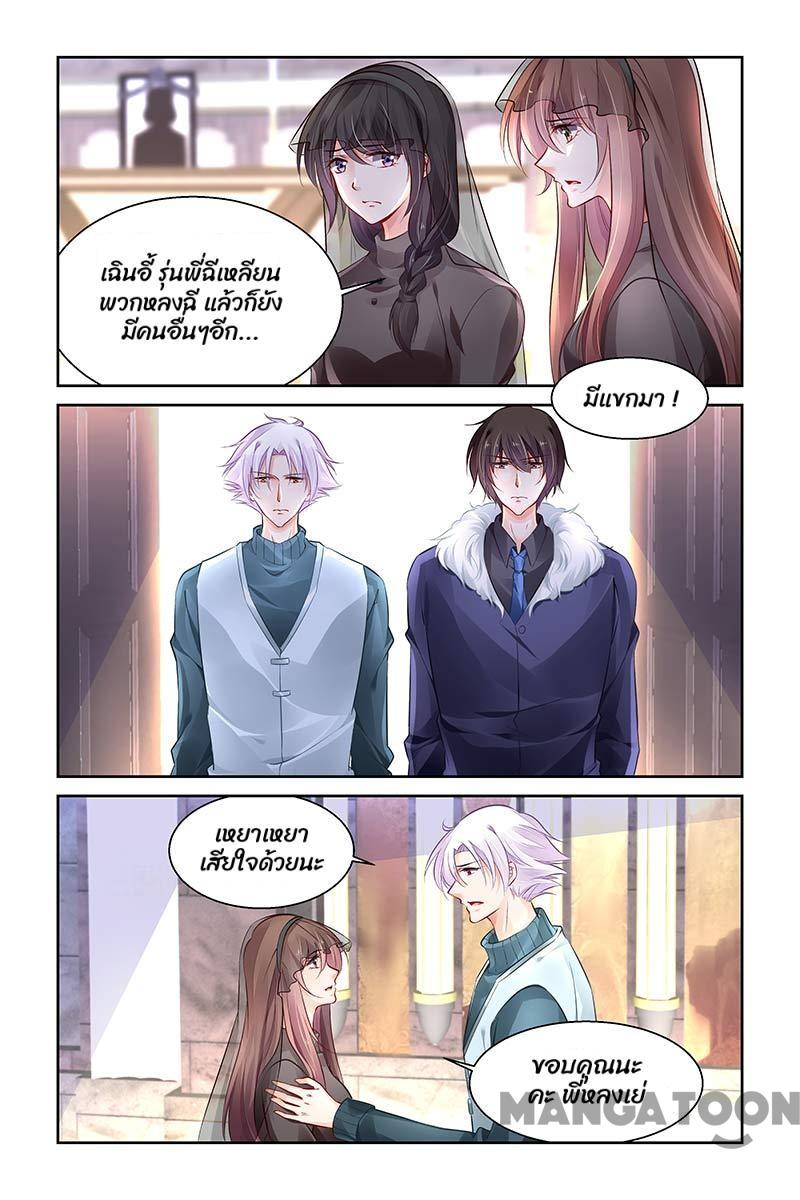 เฉินอี้ รุ่นพี่ฉีเหลียน
พวกหลงฉี แล้วก็ยัง
มีคนอื่นๆอีก...
มีแขกมา !
เหยาเหยา
เสียใจด้วยนะ
ขอบคุณนะ
คะ พี่หลงเย่
MANGATOON